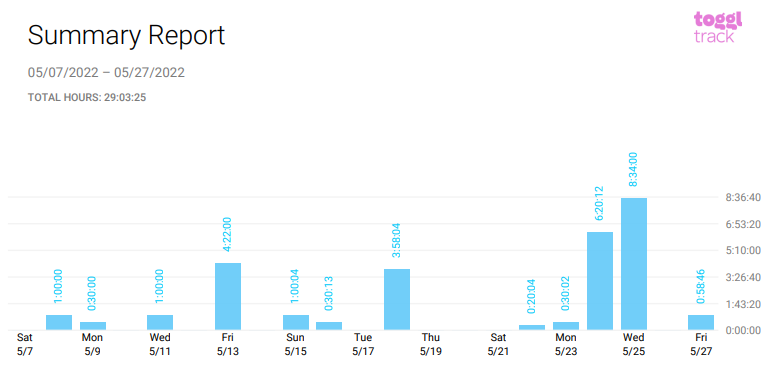 toggl
track
Summary Report
05/07/2022 – 05/27/2022
TOTAL HOURS: 29:03:25
1:00:00
0:30:00
1:00:00
4:22:00
1:00:04
0:30:13
3:58:04
0:20:04
0:30:02
6:20:12
8:34:00
0:58:46
8:36:40
6:53:20
5:10:00
3:26:40
1:43:20
0:00:00
Sat Mon Wed Fri Sun Tue Thu Sat Mon Wed Fri
5/7 5/9 5/11 5/13 5/15 5/17 5/19 5/21 5/23 5/25 5/27